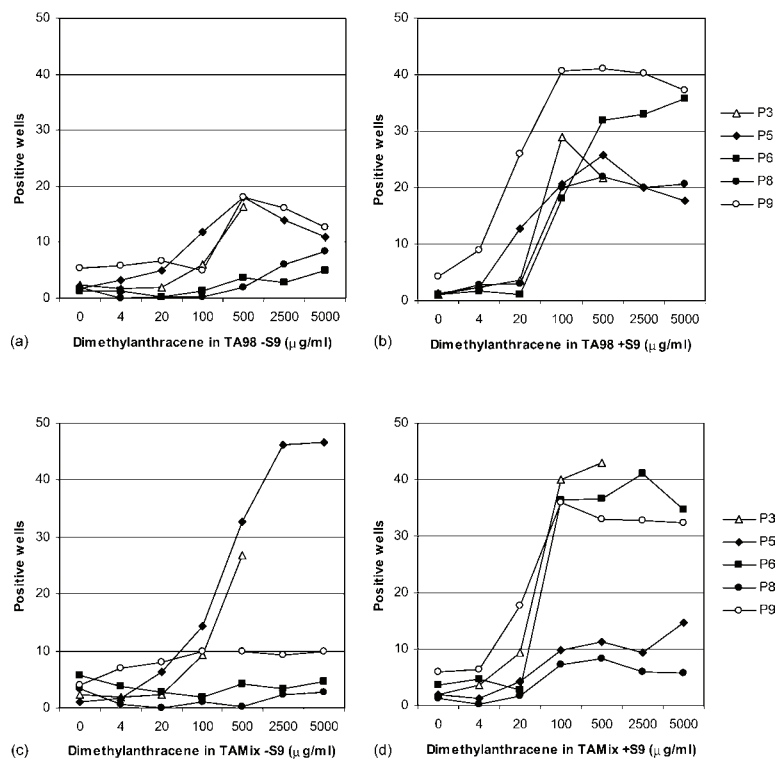 50
40
30
20
10
0
Positive wells
0 4 20 100 500 2500 5000
(a) Dimethylanthracene in TA98 -S9 (μ g/ml)
50
40
30
20
10
0
Positive wells
0 4 20 100 500 2500 5000
(b) Dimethylanthracene in TA98 +S9 (μ g/ml)
P3
P5
P6
P8
P9
50
40
30
20
10
0
Positive wells
0 4 20 100 500 2500 5000
(c) Dimethylanthracene in TAMix -S9 (μ g/ml)
50
40
30
20
10
0
Positive wells
0 4 20 100 500 2500 5000
(d) Dimethylanthracene in TAMix +S9 (μ g/ml)
P3
P5
P6
P8
P9